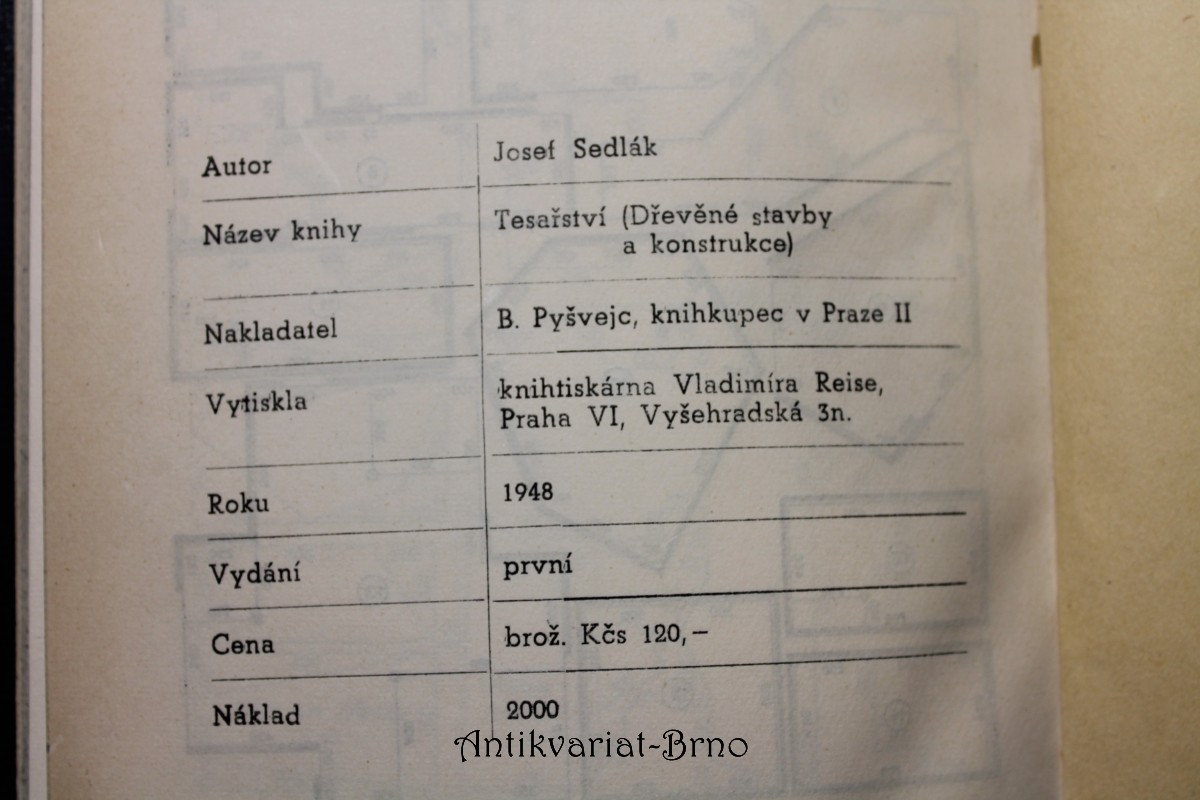 Autor Josef Sedlák
Název knihy Tesařství (Dřevěné stavby
a konstrukce)
Nakladatel B. Pyšvejc, knihkupec v Praze II
Vytiskla knihtiskárna Vladimíra Reise,
Praha VI, Vyšehradská 3n.
Roku 1948
Vydání první
Cena brož. Kčs 120,–
Náklad 2000
Antikvariat-Brno